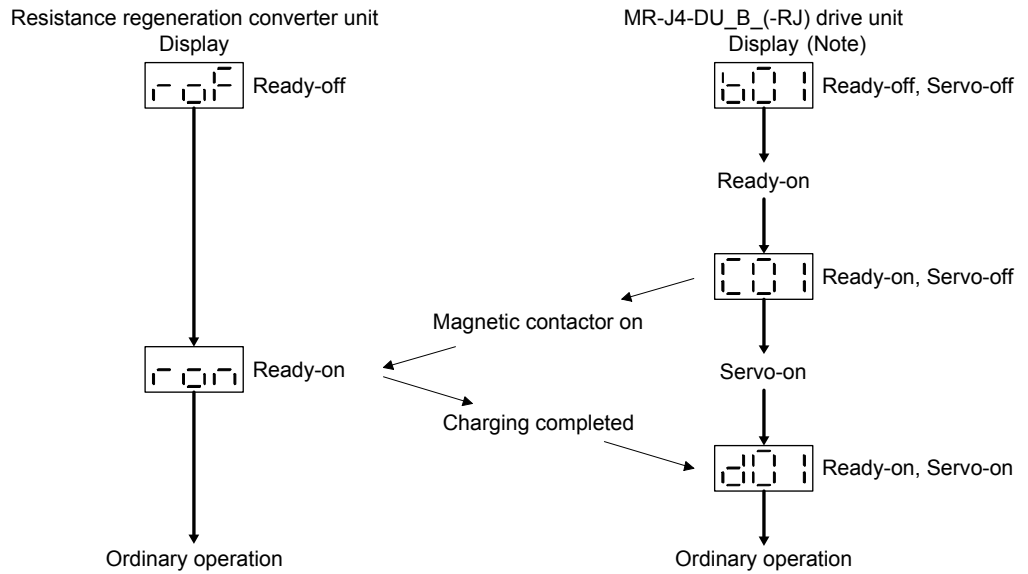 Resistance regeneration converter unit
Display
roF
Ready-off
ron
Ready-on
Ordinary operation
Magnetic contactor on
Charging completed
MR-J4-DU_B_(-RJ) drive unit
Display (Note)
b01
Ready-off, Servo-off
Ready-on
C01
Ready-on, Servo-off
Servo-on
d01
Ready-on, Servo-on
Ordinary operation